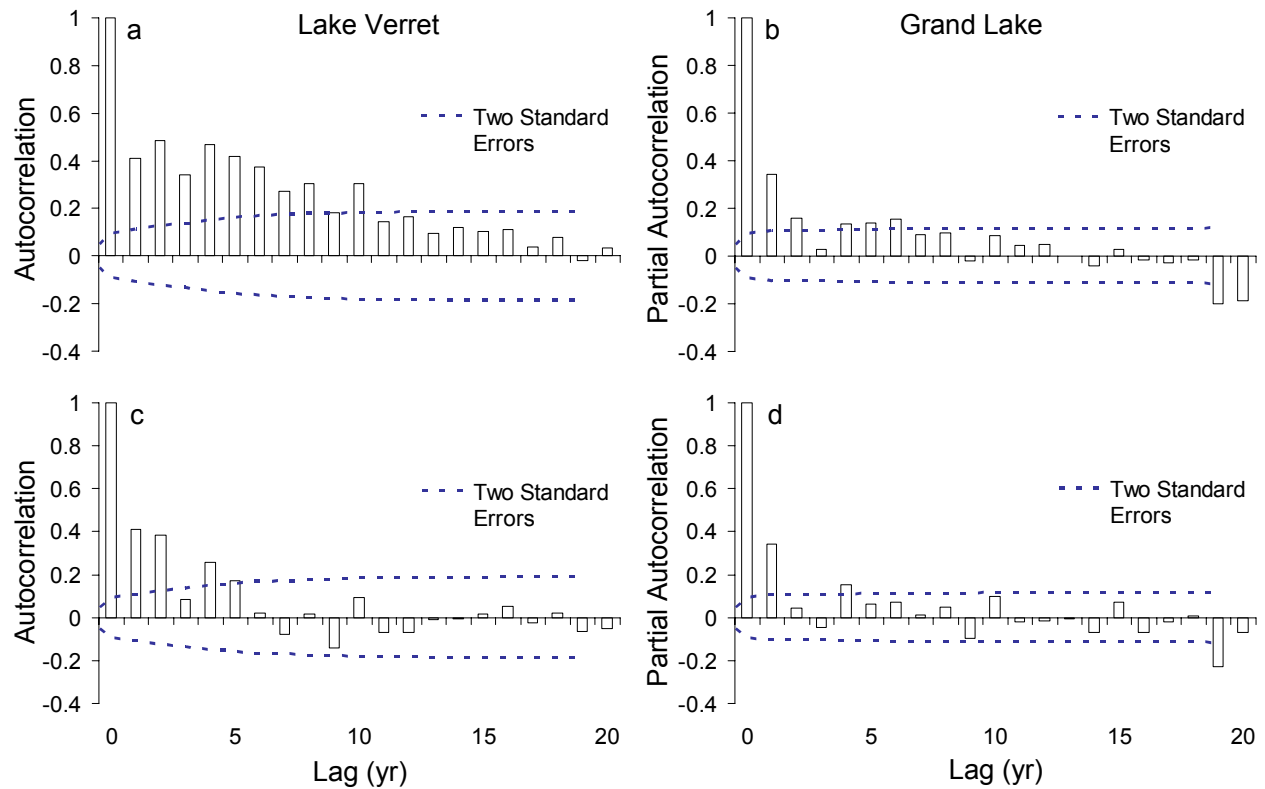 Lake Verret
a
1
0.8
0.6
0.4
0.2
0
-0.2
-0.4
Autocorrelation
Two Standard
Errors
Grand Lake
b
1
0.8
0.6
0.4
0.2
0
-0.2
-0.4
Partial Autocorrelation
Two Standard
Errors
c
1
0.8
0.6
0.4
0.2
0
-0.2
-0.4
Autocorrelation
Two Standard
Errors
0 5 10 15 20
Lag (yr)
d
1
0.8
0.6
0.4
0.2
0
-0.2
-0.4
Partial Autocorrelation
Two Standard
Errors
0 5 10 15 20
Lag (yr)